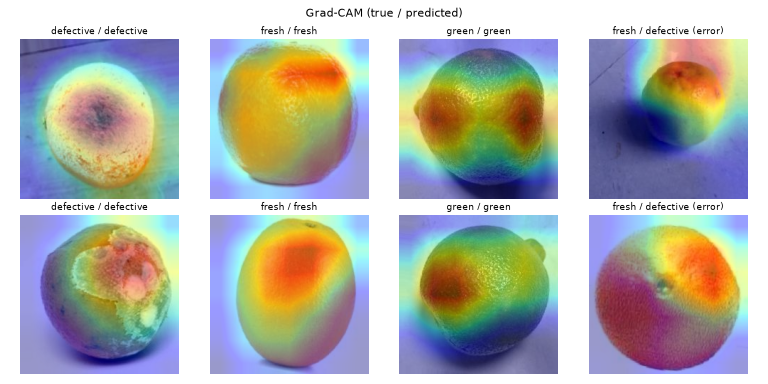 Grad-CAM (true / predicted)
defective / defective
fresh / fresh
green / green
fresh / defective (error)
defective / defective
fresh / fresh
green / green
fresh / defective (error)